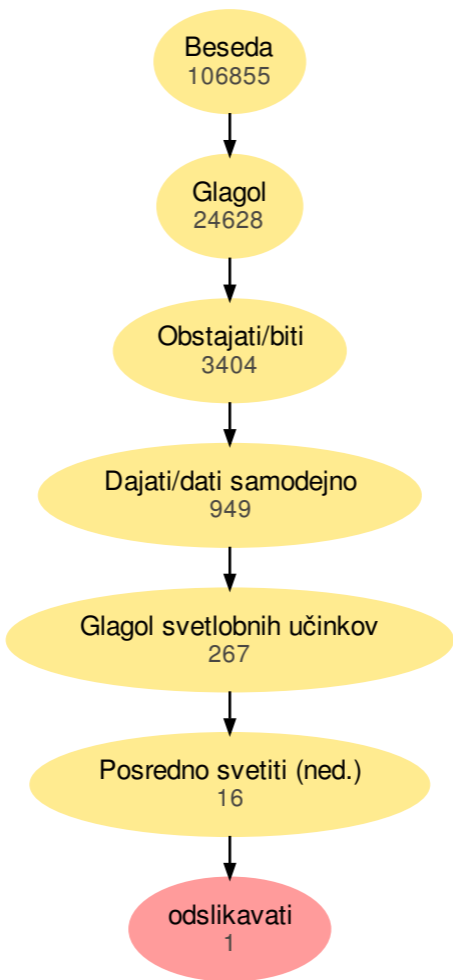 Beseda
106855
Glagol
24628
Obstajati/biti
3404
Dajati/dati samodejno
949
Glagol svetlobnih učinkov
267
Posredno svetiti (ned.)
16
odslikavati
1